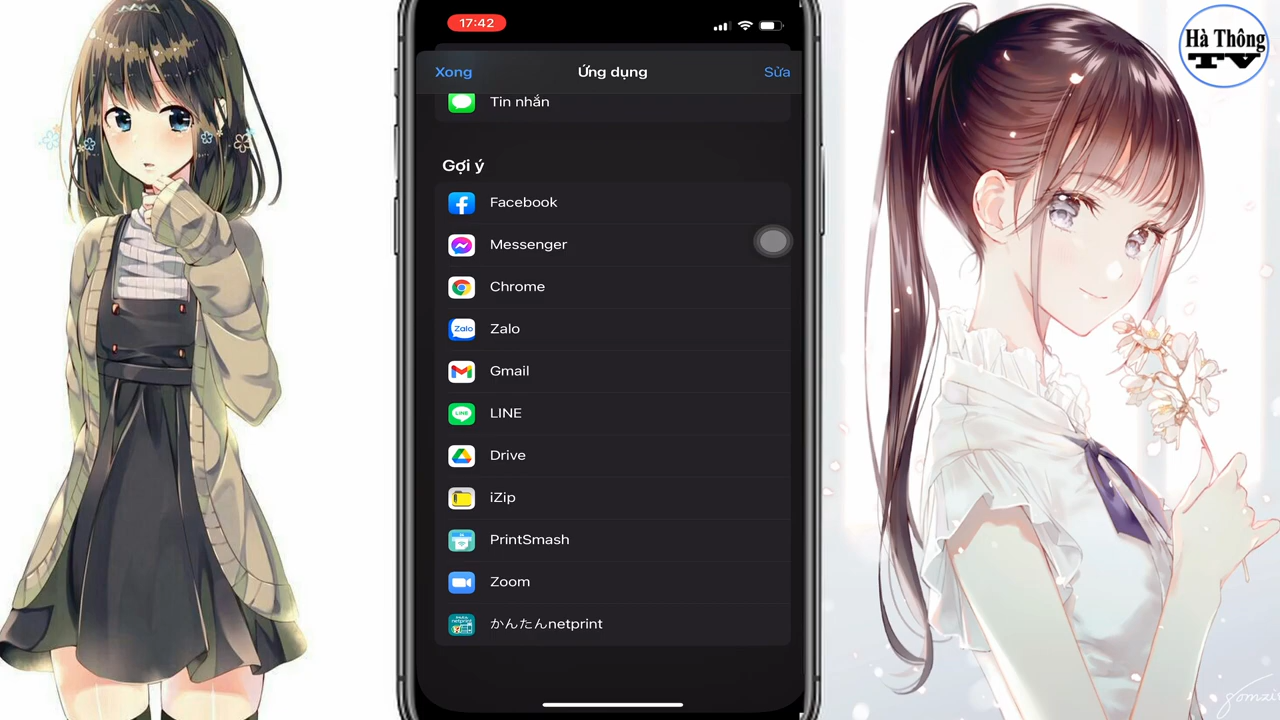 17:42
Hà Thông
TV
Xong
Ứng dụng
Sửa
Tin nhắn
Gợi ý
Facebook
Messenger
Chrome
Zalo
Zalo
Gmail
LINE
LINE
Drive
iZip
PrintSmash
Zoom
かんたんnetprint